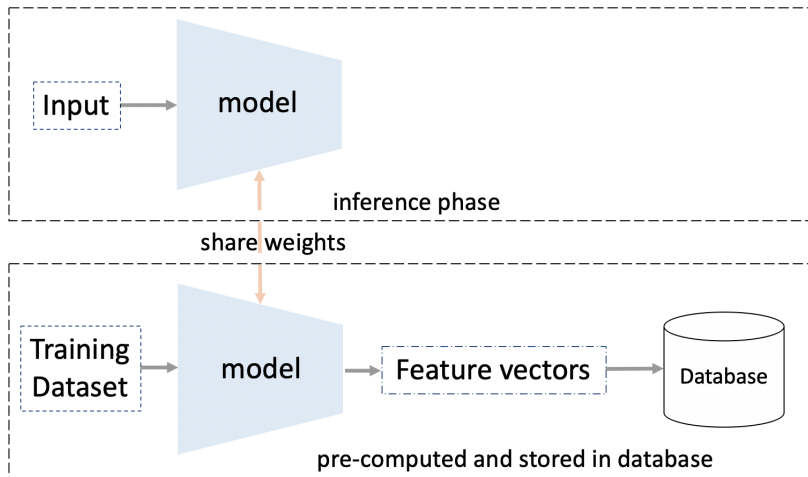 Input
model
inference phase
share weights
Training
Dataset
model
Feature vectors
Database
pre-computed and stored in database